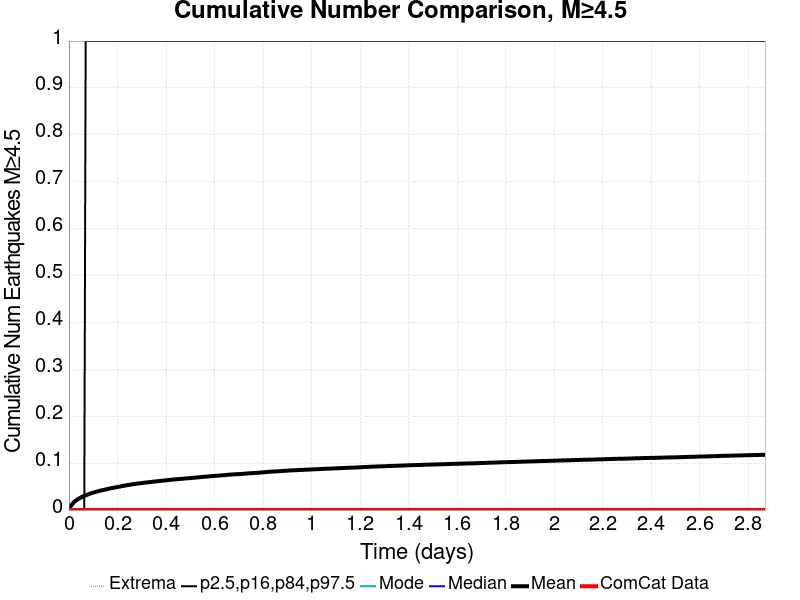 Cumulative Number Comparison, M≥4.5
Cumulative Num Earthquakes M≥4.5
1
0.9
0.8
0.7
0.6
0.5
0.4
0.3
0.2
0.1
0
0 0.2 0.4 0.6 0.8 1 1.2 1.4 1.6 1.8 2 2.2 2.4 2.6 2.8
Time (days)
Extrema p2.5,p16,p84,p97.5 Mode Median Mean ComCat Data